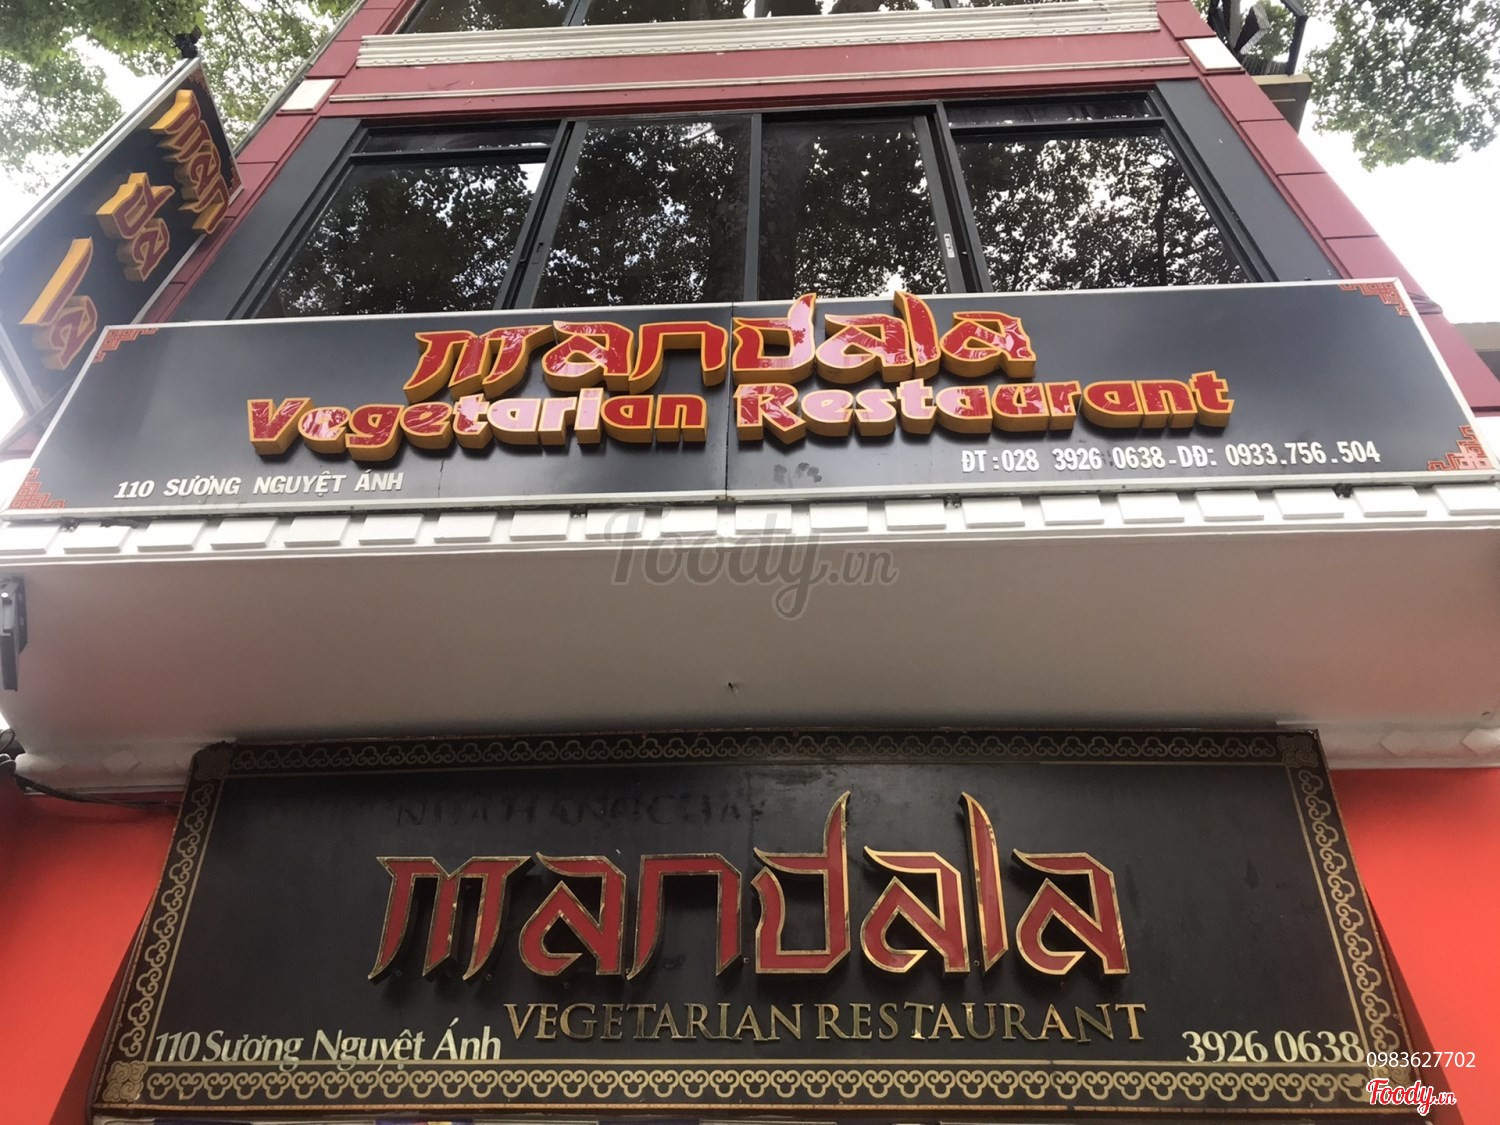 mandala
mandala
Vegetarian Restaurant
110 SƯƠNG NGUYỆT ÁNH
ĐT: 028 3926 0638-DĐ: 0933.756.504
Foody.vn
mandala
VEGETARIAN RESTAURANT
110 Sương Nguyệt Ánh
3926 0638
0983627702
Foody.vn